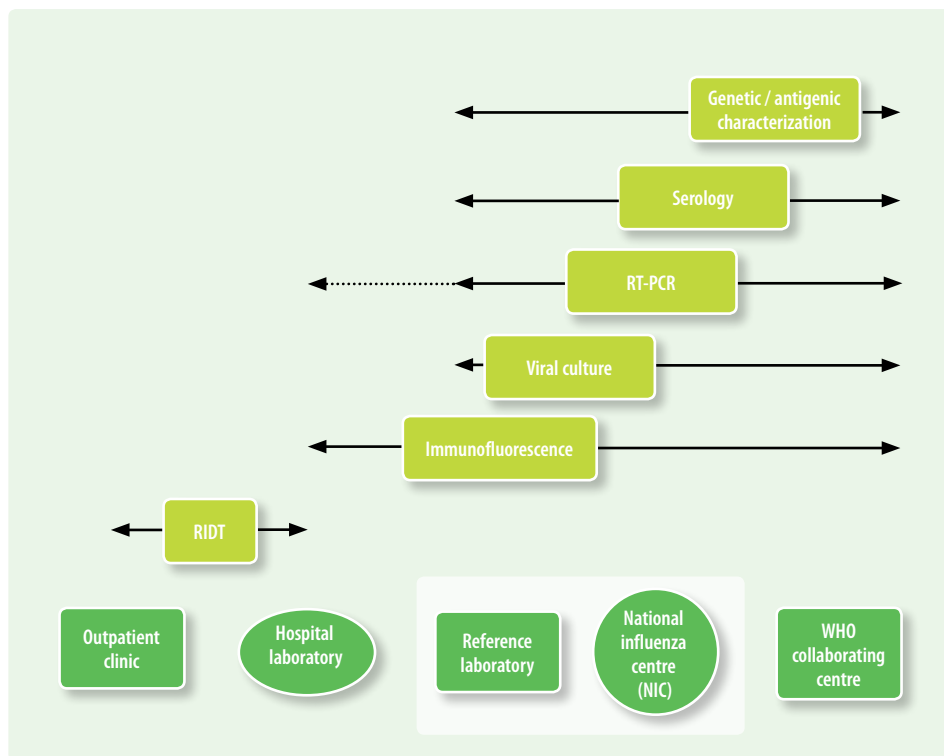 Genetic / antigenic
characterization
Serology
RT-PCR
Viral culture
Immunofluorescence
RIDT
Outpatient
clinic
Hospital
laboratory
Reference
laboratory
National
influenza
centre
(NIC)
WHO
collaborating
centre